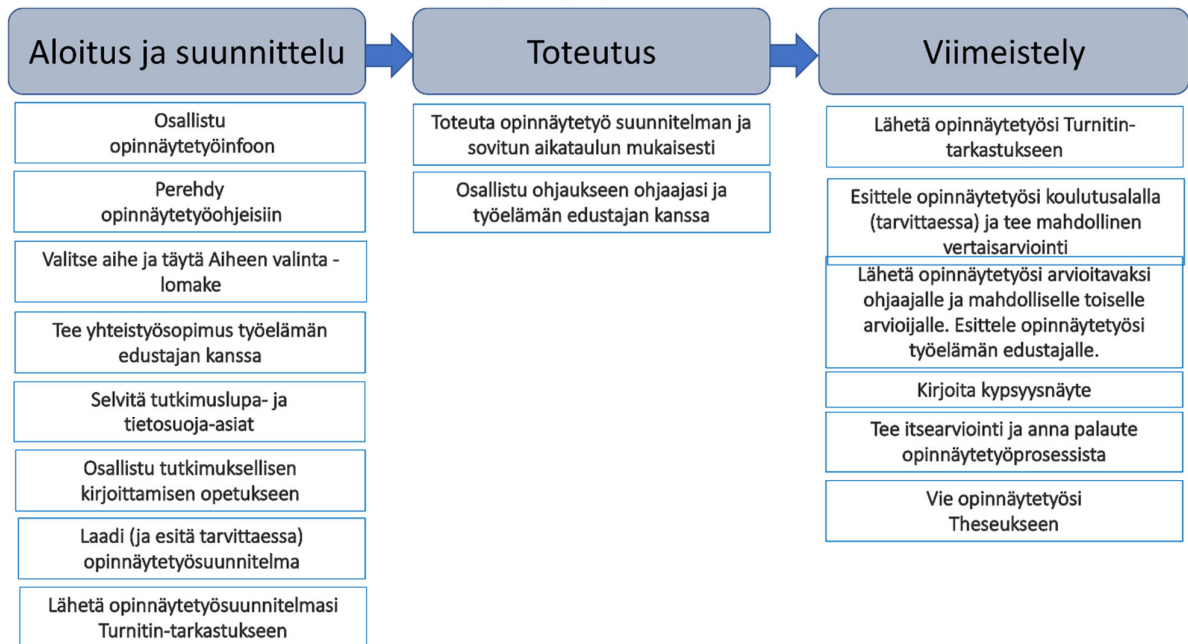 Aloitus ja suunnittelu
Osallistu
opinnäytetyöinfoon
Perehdy
opinnäytetyöohjeisiin
Valitse aihe ja täytä Aiheen valinta -
lomake
Tee yhteistyösopimus työelämän
edustajan kanssa
Selvitä tutkimuslupa- ja
tietosuoja-asiat
Osallistu tutkimuksellisen
kirjoittamisen opetukseen
Laadi (ja esitä tarvittaessa)
opinnäytetyösuunnitelma
Lähetä opinnäytetyösuunnitelmasi
Turnitin-tarkastukseen
Toteutus
Toteuta opinnäytetyö suunnitelman ja
sovitun aikataulun mukaisesti
Osallistu ohjaukseen ohjaajasi ja
työelämän edustajan kanssa
Viimeistely
Lähetä opinnäytetyösi Turnitin-
tarkastukseen
Esittele opinnäytetyösi koulutusalalla
(tarvittaessa) ja tee mahdollinen
vertaisarviointi
Lähetä opinnäytetyösi arvioitavaksi
ohjaajalle ja mahdolliselle toiselle
arvioijalle. Esittele opinnäytetyösi
työelämän edustajalle.
Kirjoita kypsyysnäyte
Tee itsearviointi ja anna palaute
opinnäytetyöprosessista
Vie opinnäytetyösi
Theseukseen